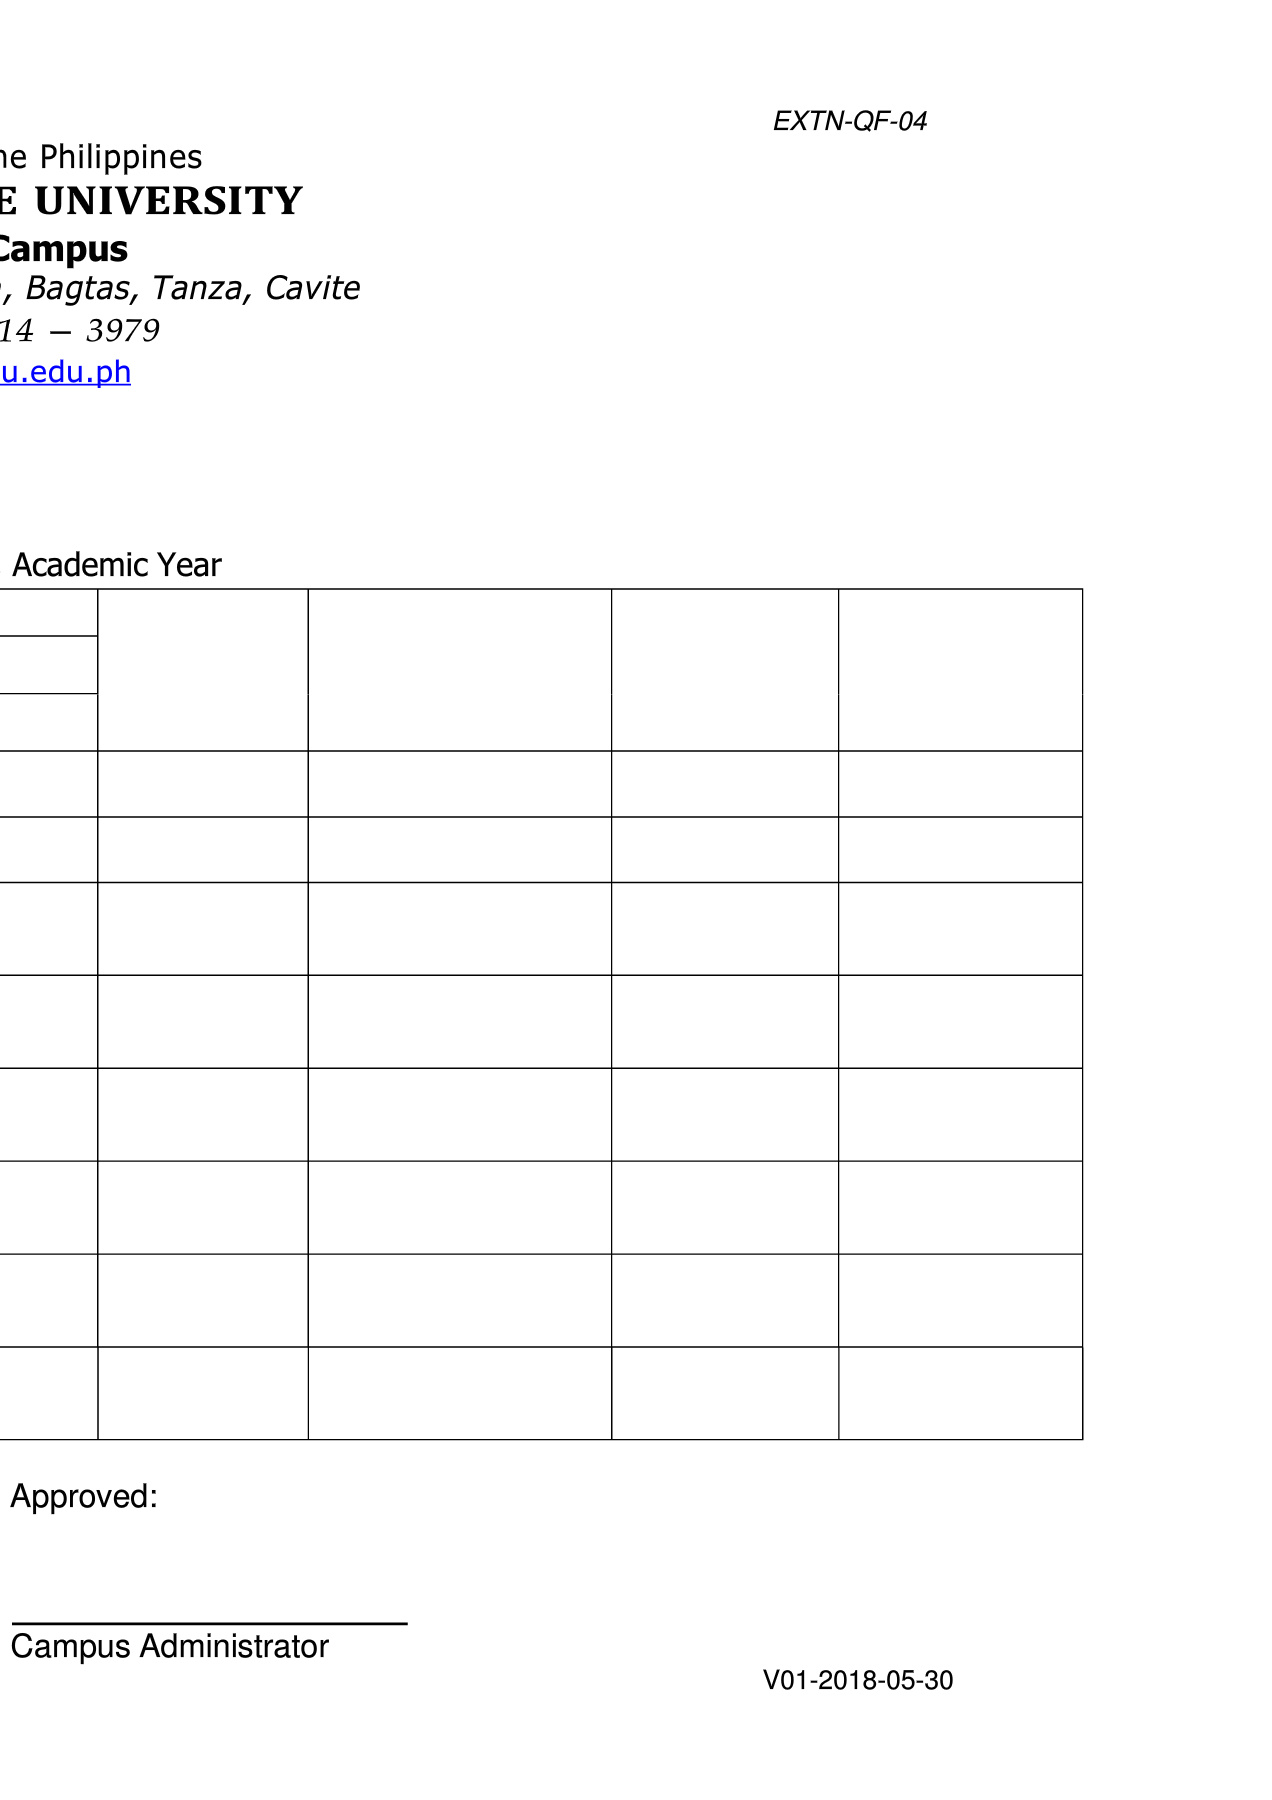 EXTN-QF-04
ne Philippines
E UNIVERSITY
Campus
, Bagtas, Tanza, Cavite
14 – 3979
u.edu.ph
Academic Year
Approved:
Campus Administrator
V01-2018-05-30